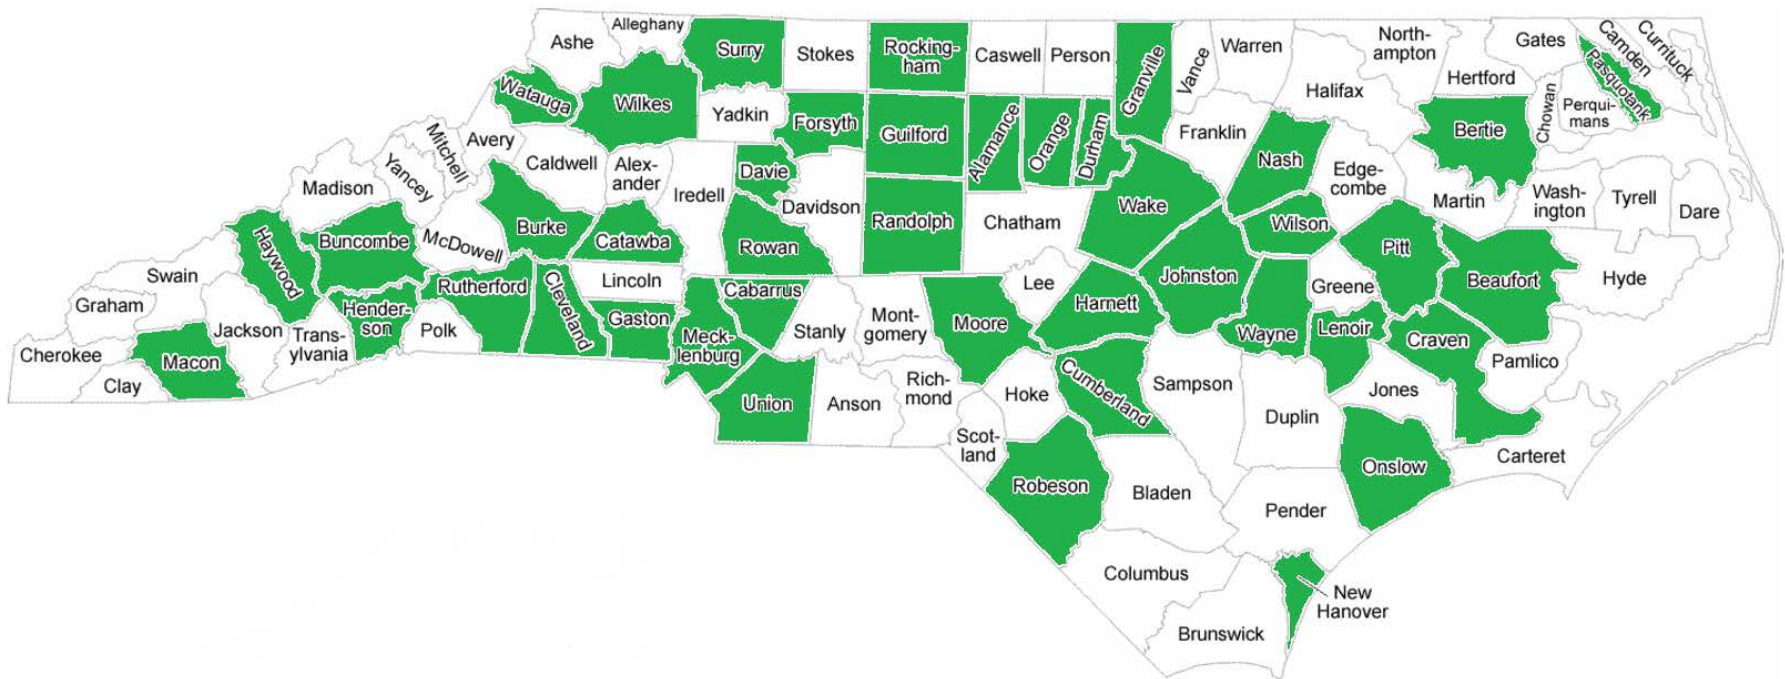 Ashe
Alleghany
Surry
Stokes
Rocking-
ham
Caswell
Person
Granville
Vance
Warren
North-
ampton
Gates
Camden
Currituck
Pasquotank
Hertford
Halifax
Watauga
Wilkes
Yadkin
Forsyth
Guilford
Alamance
Orange
Durham
Franklin
Nash
Edge-
combe
Bertie
Chowan
Perqui-
mans
Mitchell
Avery
Yancey
Madison
Caldwell
Alex-
ander
Iredell
Davie
Davidson
Randolph
Chatham
Wake
Wilson
Martin
Wash-
ington
Tyrrell
Dare
Haywood
Buncombe
McDowell
Burke
Catawba
Rowan
Johnston
Pitt
Beaufort
Hyde
Swain
Graham
Jackson
Hender-
son
Rutherford
Cleveland
Lincoln
Gaston
Cabarrus
Stanly
Mont-
gomery
Moore
Lee
Harnett
Wayne
Greene
Lenoir
Craven
Pamlico
Cherokee
Clay
Macon
Trans-
ylvania
Polk
Meck-
lenburg
Union
Anson
Rich-
mond
Hoke
Cumberland
Sampson
Duplin
Jones
Scot-
land
Robeson
Bladen
Onslow
Carteret
Pender
Columbus
New
Hanover
Brunswick